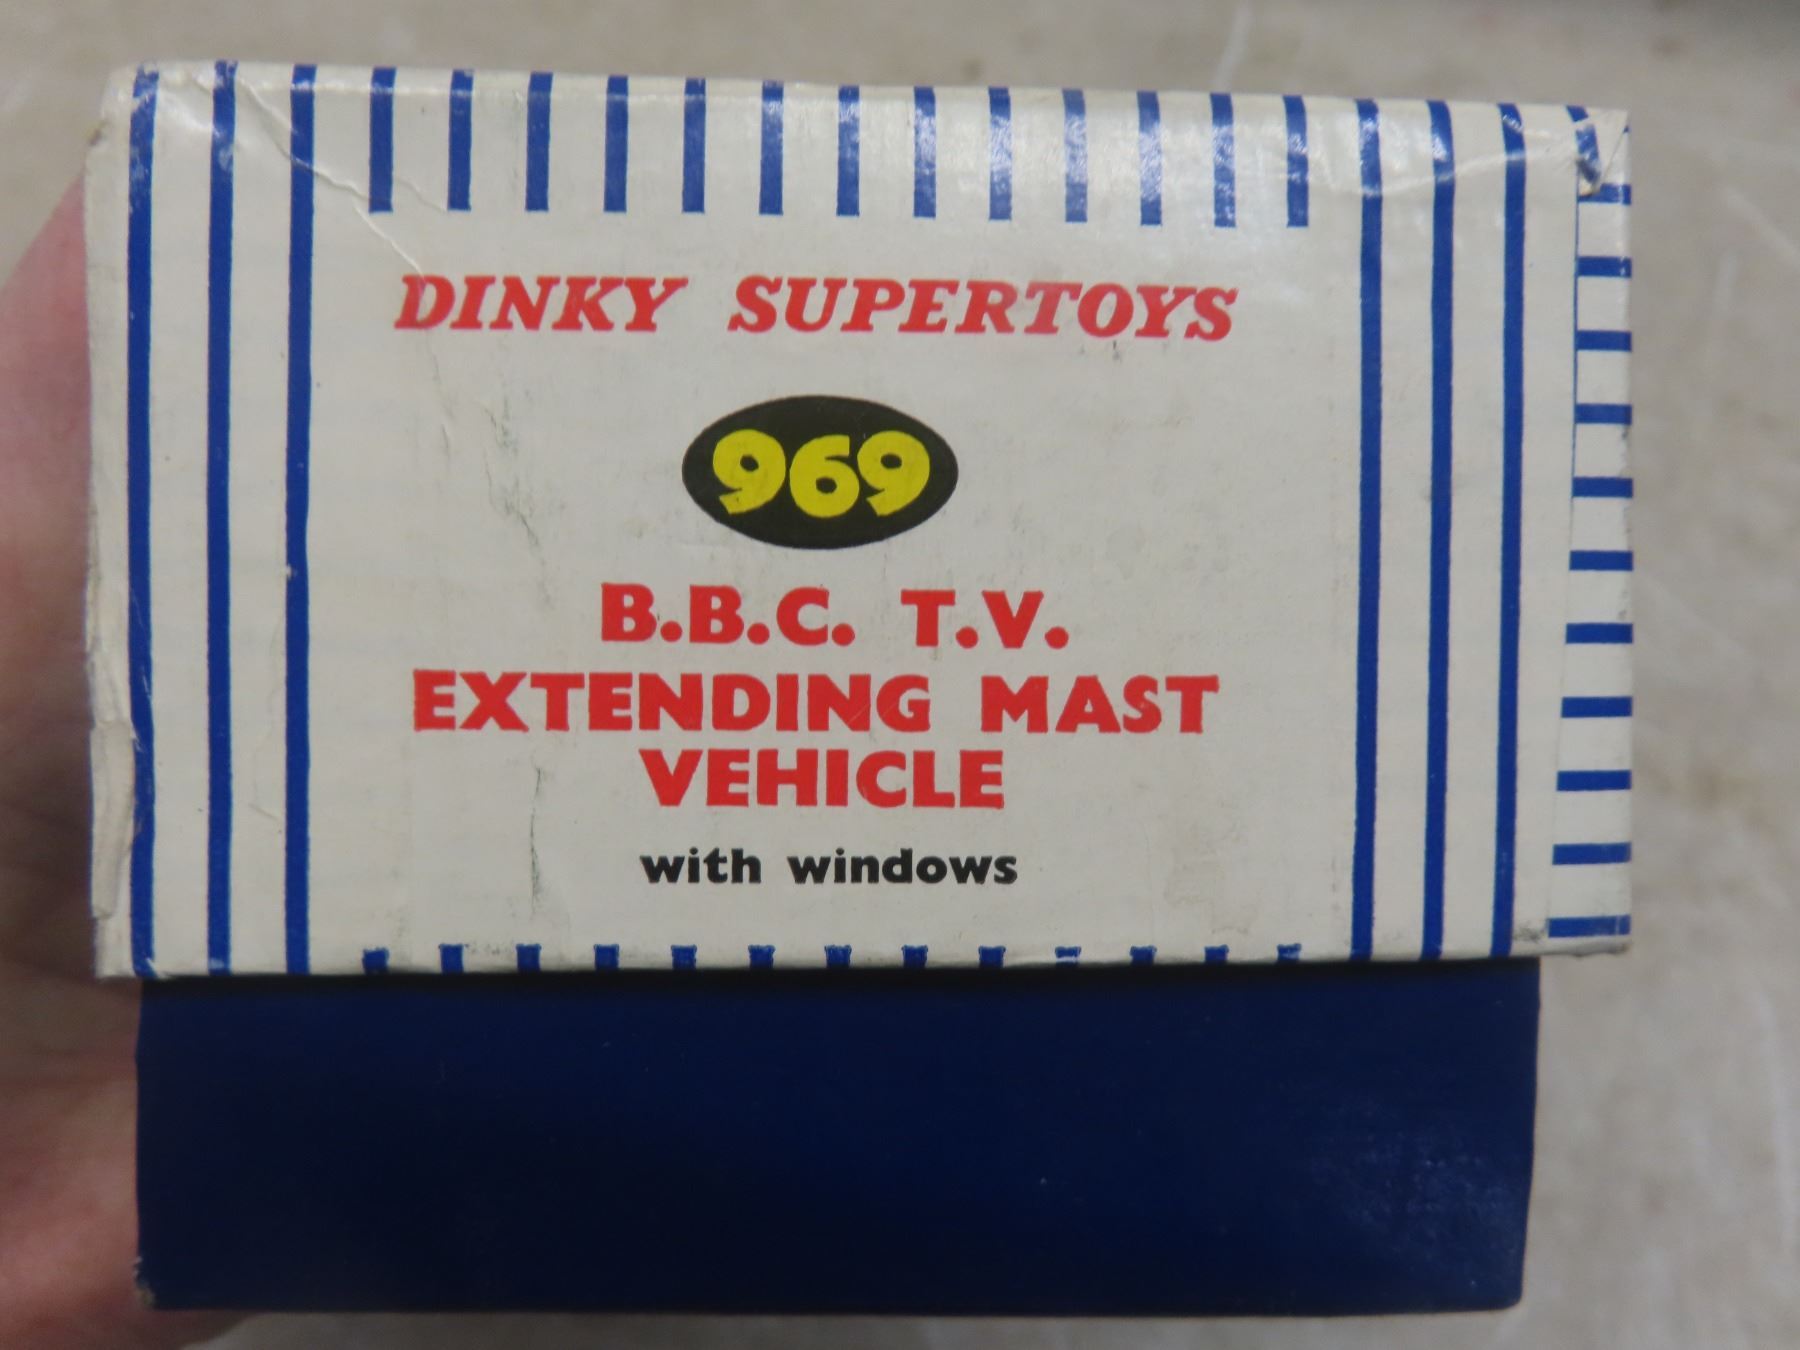 DINKY SUPERTOYS
969
B.B.C. T.V.
EXTENDING MAST
VEHICLE
with windows